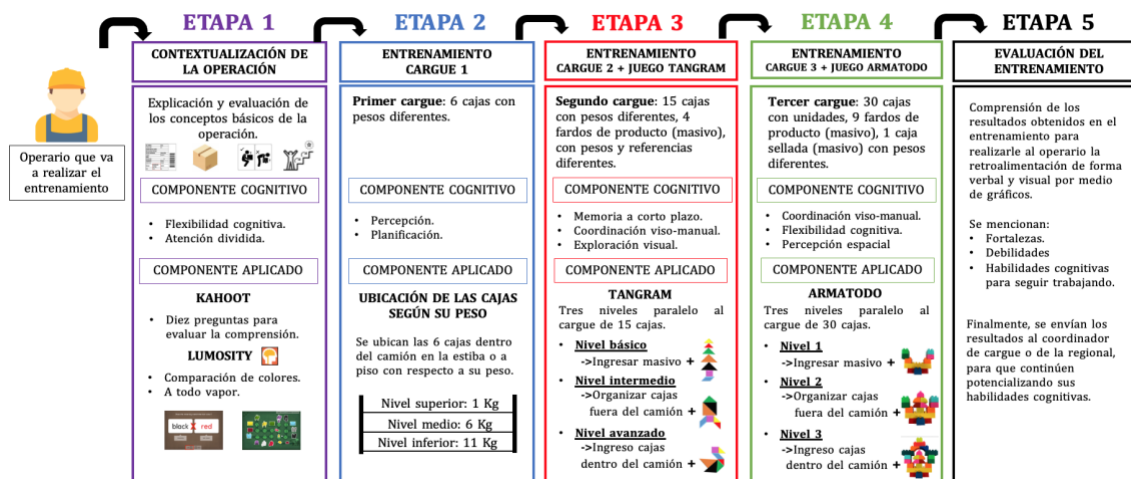 Operario que va
a realizar el
entrenamiento
ETAPA 1
CONTEXTUALIZACIÓN DE
LA OPERACIÓN
Explicación y evaluación de
los conceptos básicos de la
operación.
COMPONENTE COGNITIVO
• Flexibilidad cognitiva.
• Atención dividida.
COMPONENTE APLICADO
KAHOOT
• Diez preguntas para
evaluar la comprensión.
LUMOSITY
• Comparación de colores.
• A todo vapor.
black red
ETAPA 2
ENTRENAMIENTO
CARGUE 1
Primer cargue: 6 cajas con
pesos diferentes.
COMPONENTE COGNITIVO
• Percepción.
• Planificación.
COMPONENTE APLICADO
UBICACIÓN DE LAS CAJAS
SEGÚN SU PESO
Se ubican las 6 cajas dentro
del camión en la estiba o a
piso con respecto a su peso.
Nivel superior: 1 Kg
Nivel medio: 6 Kg
Nivel inferior: 11 Kg
ETAPA 3
ENTRENAMIENTO
CARGUE 2 + JUEGO TANGRAM
Segundo cargue: 15 cajas
con pesos diferentes, 4
fardos de producto (masivo),
con pesos y referencias
diferentes.
COMPONENTE COGNITIVO
• Memoria a corto plazo.
• Coordinación viso-manual.
• Exploración visual.
COMPONENTE APLICADO
TANGRAM
Tres niveles paralelo al
cargue de 15 cajas.
• Nivel básico
->Ingresar masivo +
• Nivel intermedio
->Organizar cajas
fuera del camión +
• Nivel avanzado
->Ingreso cajas
dentro del camión +
ETAPA 4
ENTRENAMIENTO
CARGUE 3 + JUEGO ARMATODO
Tercer cargue: 30 cajas
con unidades, 9 fardos de
producto (masivo), 1 caja
sellada (masivo) con pesos
diferentes.
COMPONENTE COGNITIVO
• Coordinación viso-manual.
• Flexibilidad cognitiva.
• Percepción espacial
COMPONENTE APLICADO
ARMATODO
Tres niveles paralelo al
cargue de 30 cajas.
• Nivel 1
->Ingresar masivo +
• Nivel 2
->Organizar cajas
fuera del camión +
• Nivel 3
->Ingreso cajas
dentro del camión +
ETAPA 5
EVALUACIÓN DEL
ENTRENAMIENTO
Comprensión de los
resultados obtenidos en el
entrenamiento para
realizarle al operario la
retroalimentación de forma
verbal y visual por medio
de gráficos.
Se mencionan:
• Fortalezas.
• Debilidades
• Habilidades cognitivas
para seguir trabajando.
Finalmente, se envían los
resultados al coordinador
de cargue o de la regional,
para que continúen
potencializando sus
habilidades cognitivas.